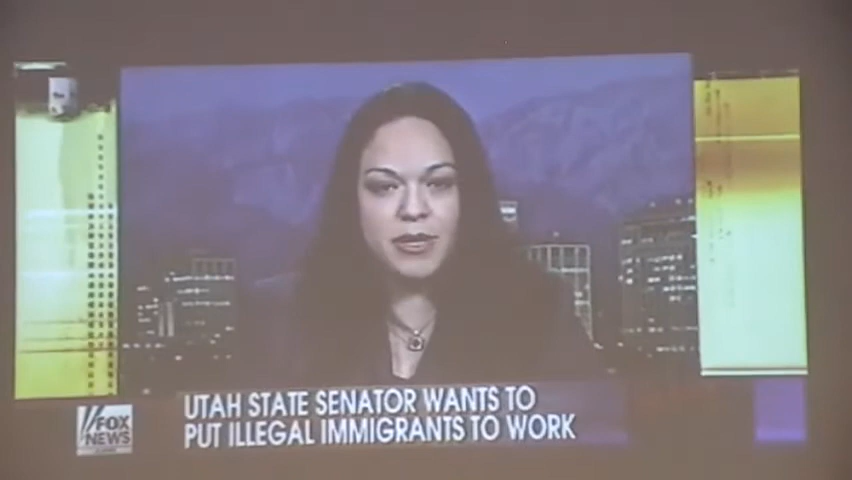 UTAH STATE SENATOR WANTS TO
PUT ILLEGAL IMMIGRANTS TO WORK
FOX
NEWS